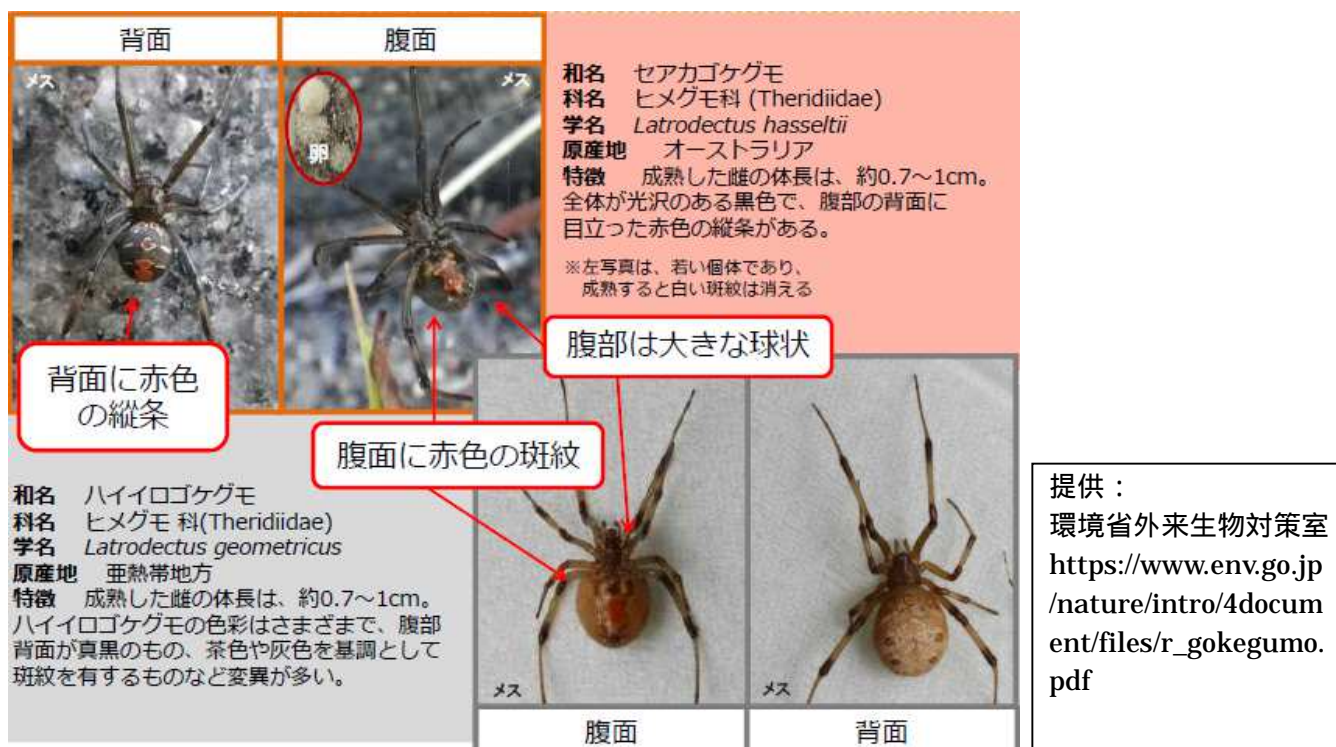 背面
腹面
メス
メス
卵
和名 セアカゴケグモ
科名 ヒメグモ科 (Theridiidae)
学名 Latrodectus hasseltii
原産地 オーストラリア
特徴 成熟した雌の体長は、約0.7～1cm。
全体が光沢のある黒色で、腹部の背面に
目立った赤色の縦条がある。
※左写真は、若い個体であり、
成熟すると白い斑紋は消える
腹部は大きな球状
背面に赤色
の縦条
腹面に赤色の斑紋
和名 ハイイロゴケグモ
科名 ヒメグモ 科(Theridiidae)
学名 Latrodectus geometricus
原産地 亜熱帯地方
特徴 成熟した雌の体長は、約0.7～1cm。
ハイイロゴケグモの色彩はさまざまで、腹部
背面が真黒のもの、茶色や灰色を基調として
斑紋を有するものなど変異が多い。
メス
メス
腹面
背面
提供：
環境省外来生物対策室
https://www.env.go.jp
/nature/intro/4docum
ent/files/r_gokegumo.
pdf